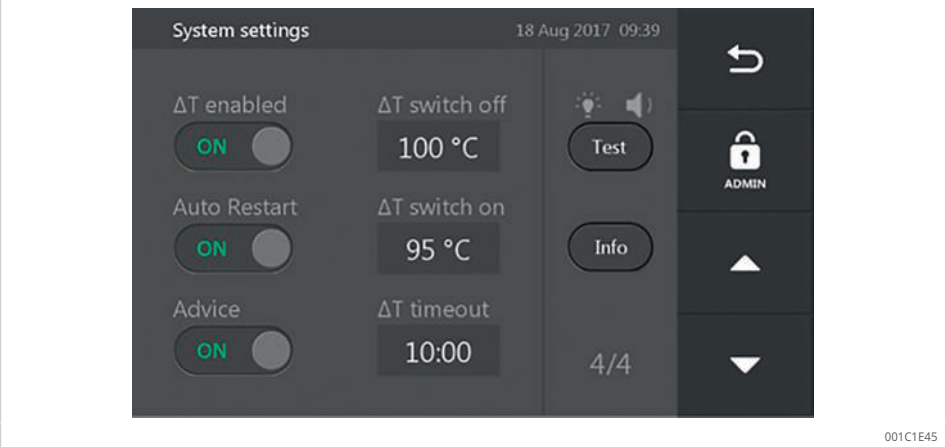 System settings
18 Aug 2017 09:39
ΔT enabled
ΔT switch off
ON
100 °C
Test
ADMIN
Auto Restart
ΔT switch on
ON
95 °C
Info
Advice
ΔT timeout
ON
10:00
4/4
001C1E45